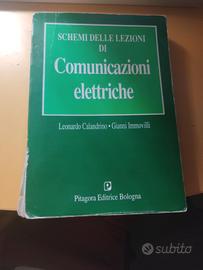 SCHEMI DELLE LEZIONI
DI
Comunicazioni
elettriche
Leonardo Calandrino • Gianni Immovilli
P
Pitagora Editrice Bologna
subito